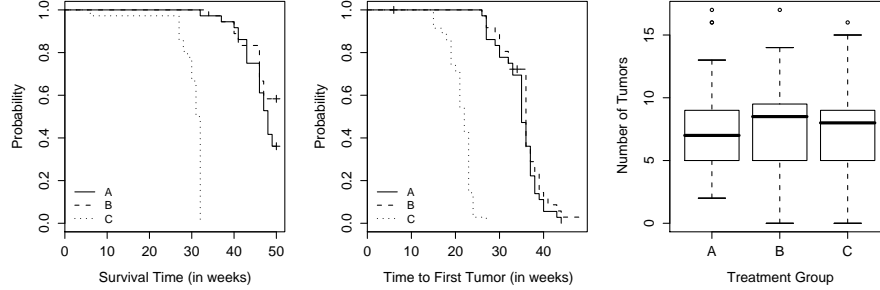 Probability
1.0
0.8
0.6
0.4
0.2
0.0
A
B
C
0 10 20 30 40 50
Survival Time (in weeks)
Probability
1.0
0.8
0.6
0.4
0.2
0.0
A
B
C
0 10 20 30 40
Time to First Tumor (in weeks)
Number of Tumors
15
10
5
0
A B C
Treatment Group